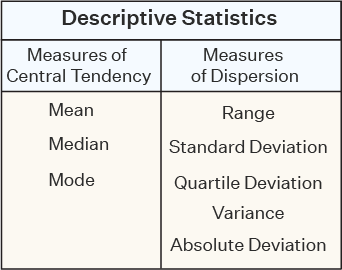 Descriptive Statistics
Measures of
Central Tendency
Measures
of Dispersion
Mean
Median
Mode
Range
Standard Deviation
Quartile Deviation
Variance
Absolute Deviation